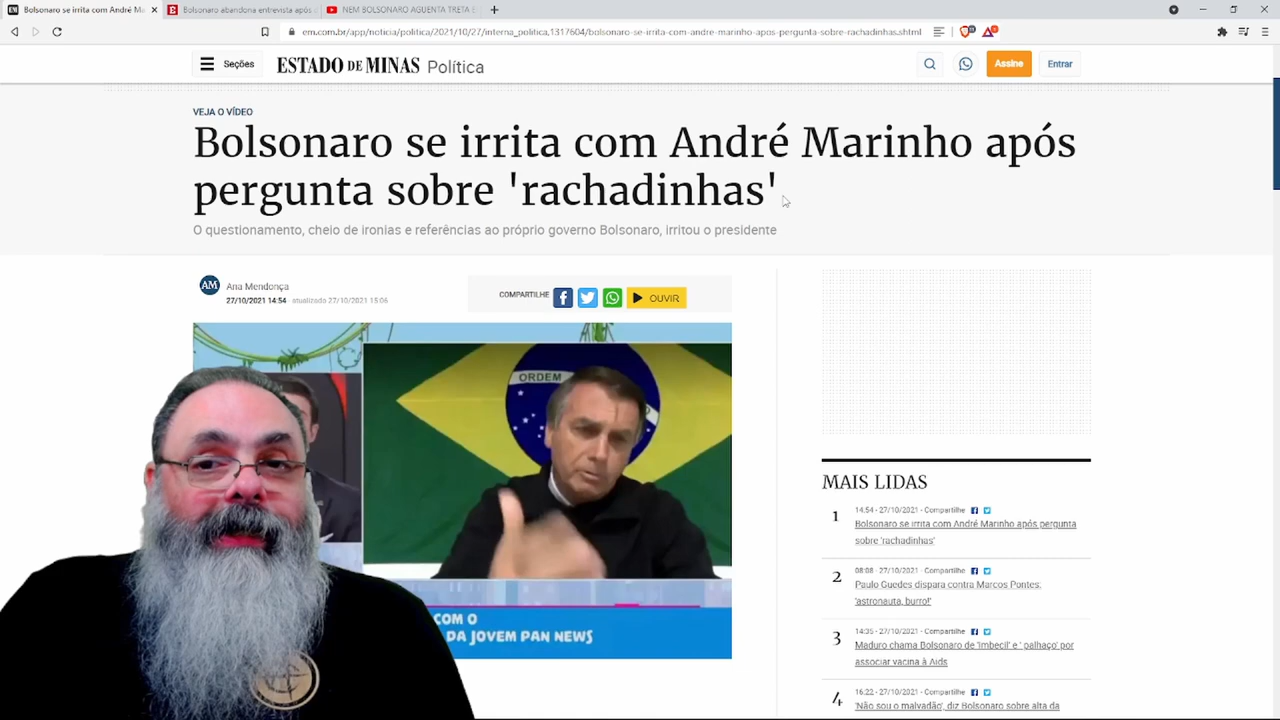 Bolsonaro se irrita com André Ma
Bolsonaro abandona entrevista após
NEM BOLSONARO AGUENTA TRETA E
em.com.br/app/noticia/politica/2021/10/27/interna_politica,1317604/bolsonaro-se-irrita-com-andre-marinho-apos-pergunta-sobre-rachadinhas.shtml
Seções ESTADO DE MINAS Política Assine Entrar
VEJA O VÍDEO
Bolsonaro se irrita com André Marinho após
pergunta sobre 'rachadinhas'
O questionamento, cheio de ironias e referências ao próprio governo Bolsonaro, irritou o presidente
AM Ana Mendonça
27/10/2021 14:54 - atualizado 27/10/2021 15:06
COMPARTILHE OUVIR
ORDEM
COM O
DA JOVEM PAN NEWS
MAIS LIDAS
1 14:54 - 27/10/2021 - Compartilhe
Bolsonaro se irrita com André Marinho após pergunta
sobre 'rachadinhas'
2 08:08 - 27/10/2021 - Compartilhe
Paulo Guedes dispara contra Marcos Pontes:
'astronauta, burro!'
3 14:35 - 27/10/2021 - Compartilhe
Maduro chama Bolsonaro de 'imbecil' e ' palhaço' por
associar vacina à Aids
4 16:22 - 27/10/2021 - Compartilhe
'Não sou o malvadão', diz Bolsonaro sobre alta da